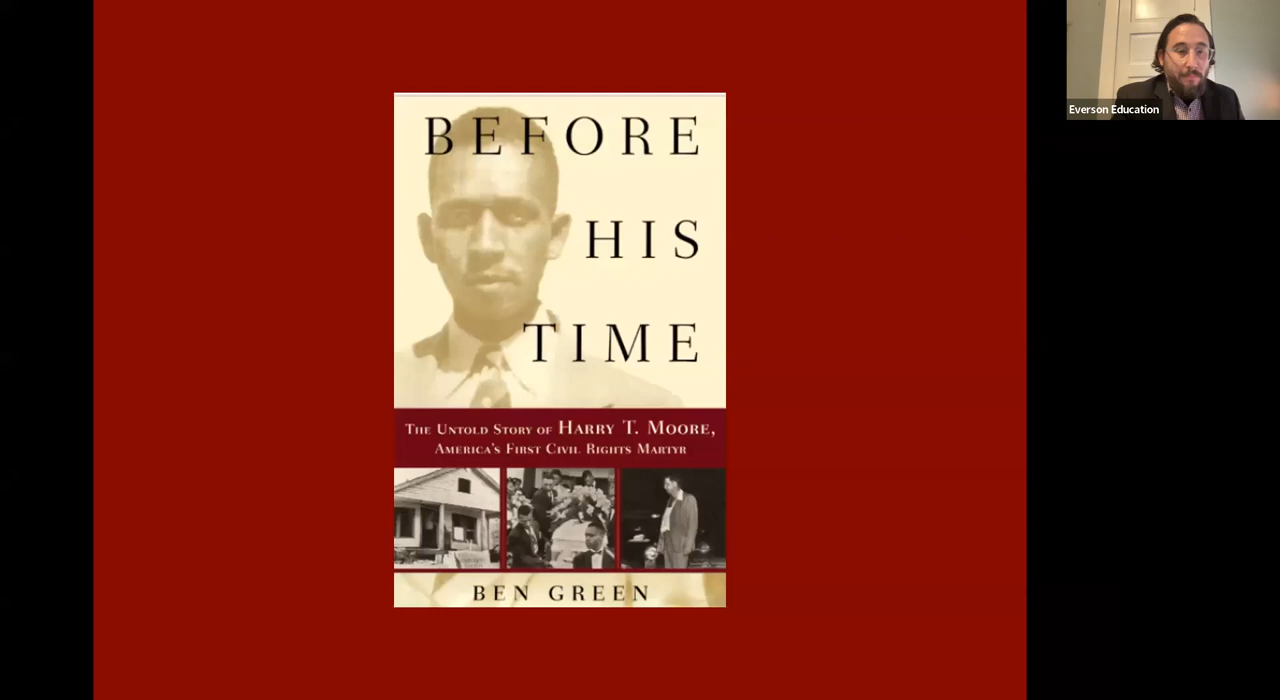 BEFORE
HIS
TIME
THE UNTOLD STORY OF HARRY T. MOORE,
AMERICA'S FIRST CIVIL RIGHTS MARTYR
BEN GREEN
Everson Education